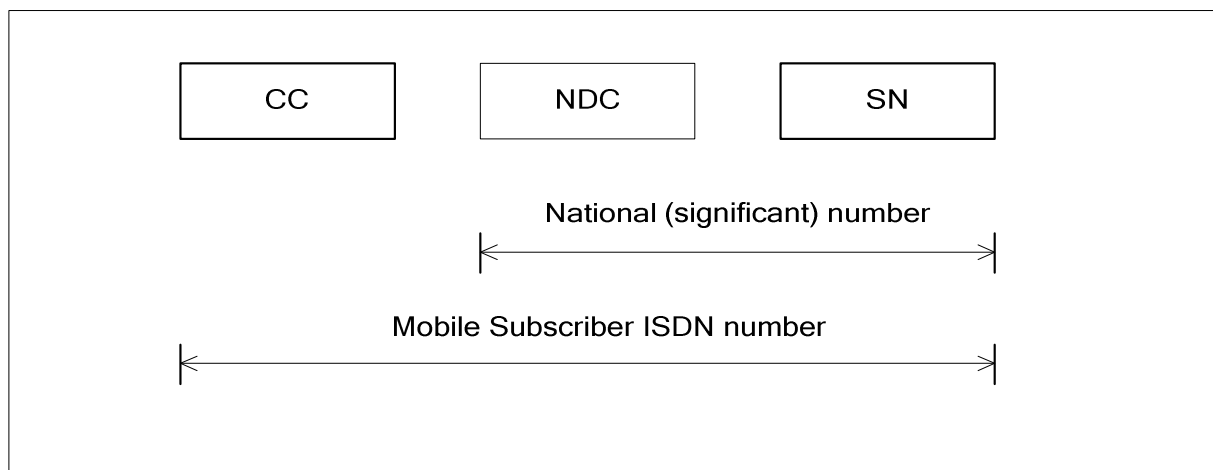 CC NDC SN
National (significant) number
Mobile Subscriber ISDN number